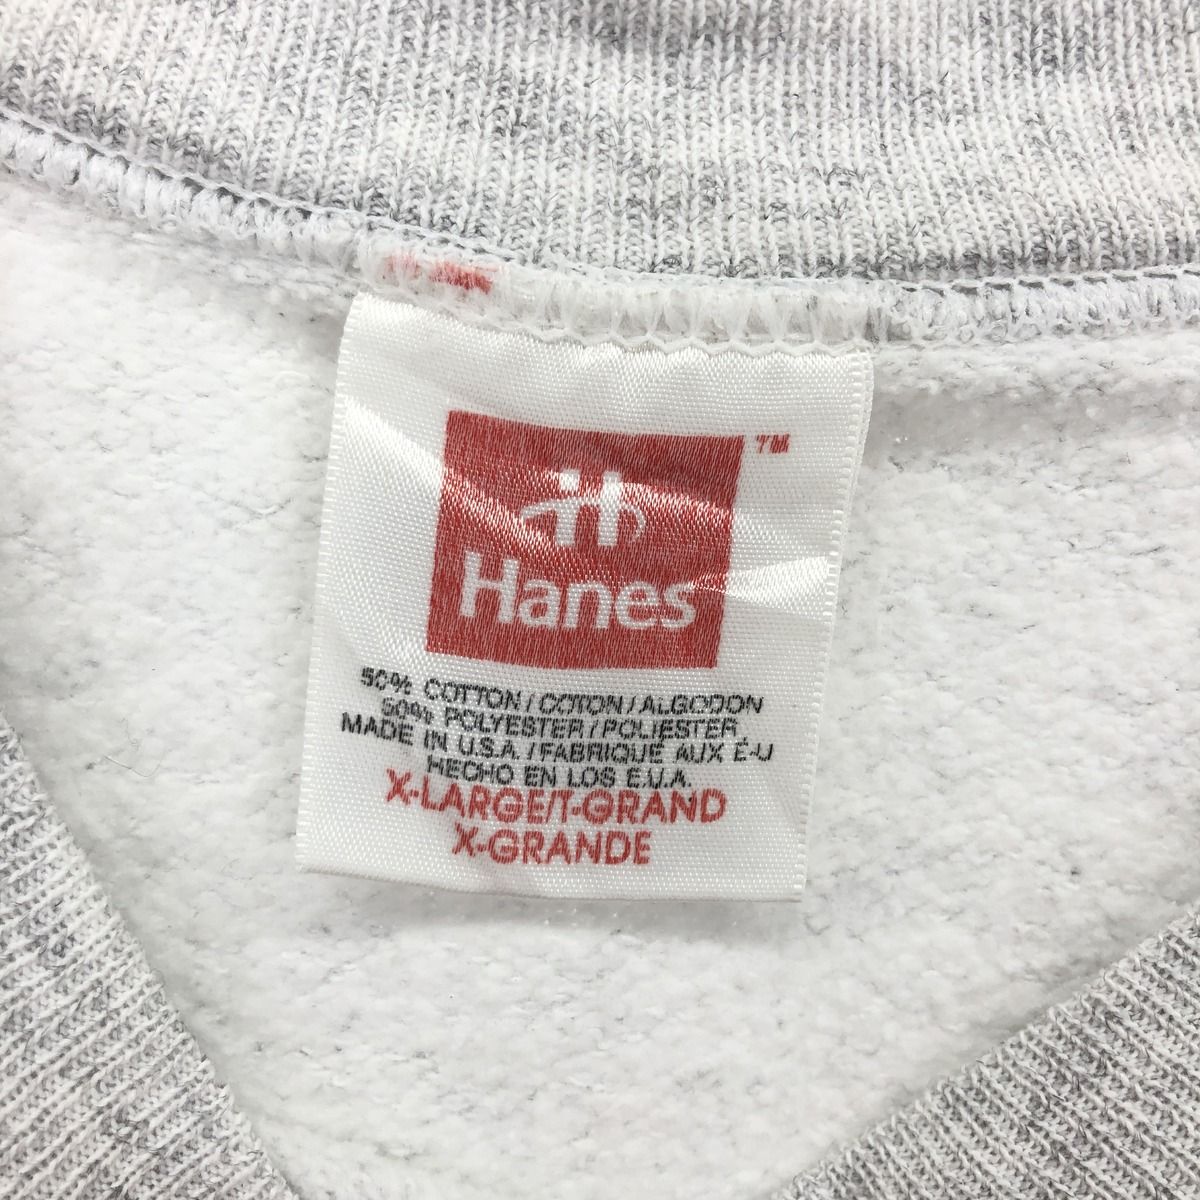 TM
H
Hanes
50% COTTON/COTON/ALGODON
50% POLYESTER/POLIESTER
MADE IN U.S.A./FABRIQUÉ AUX É-U
HECHO EN LOS E.U.A.
X-LARGE/T-GRAND
X-GRANDE